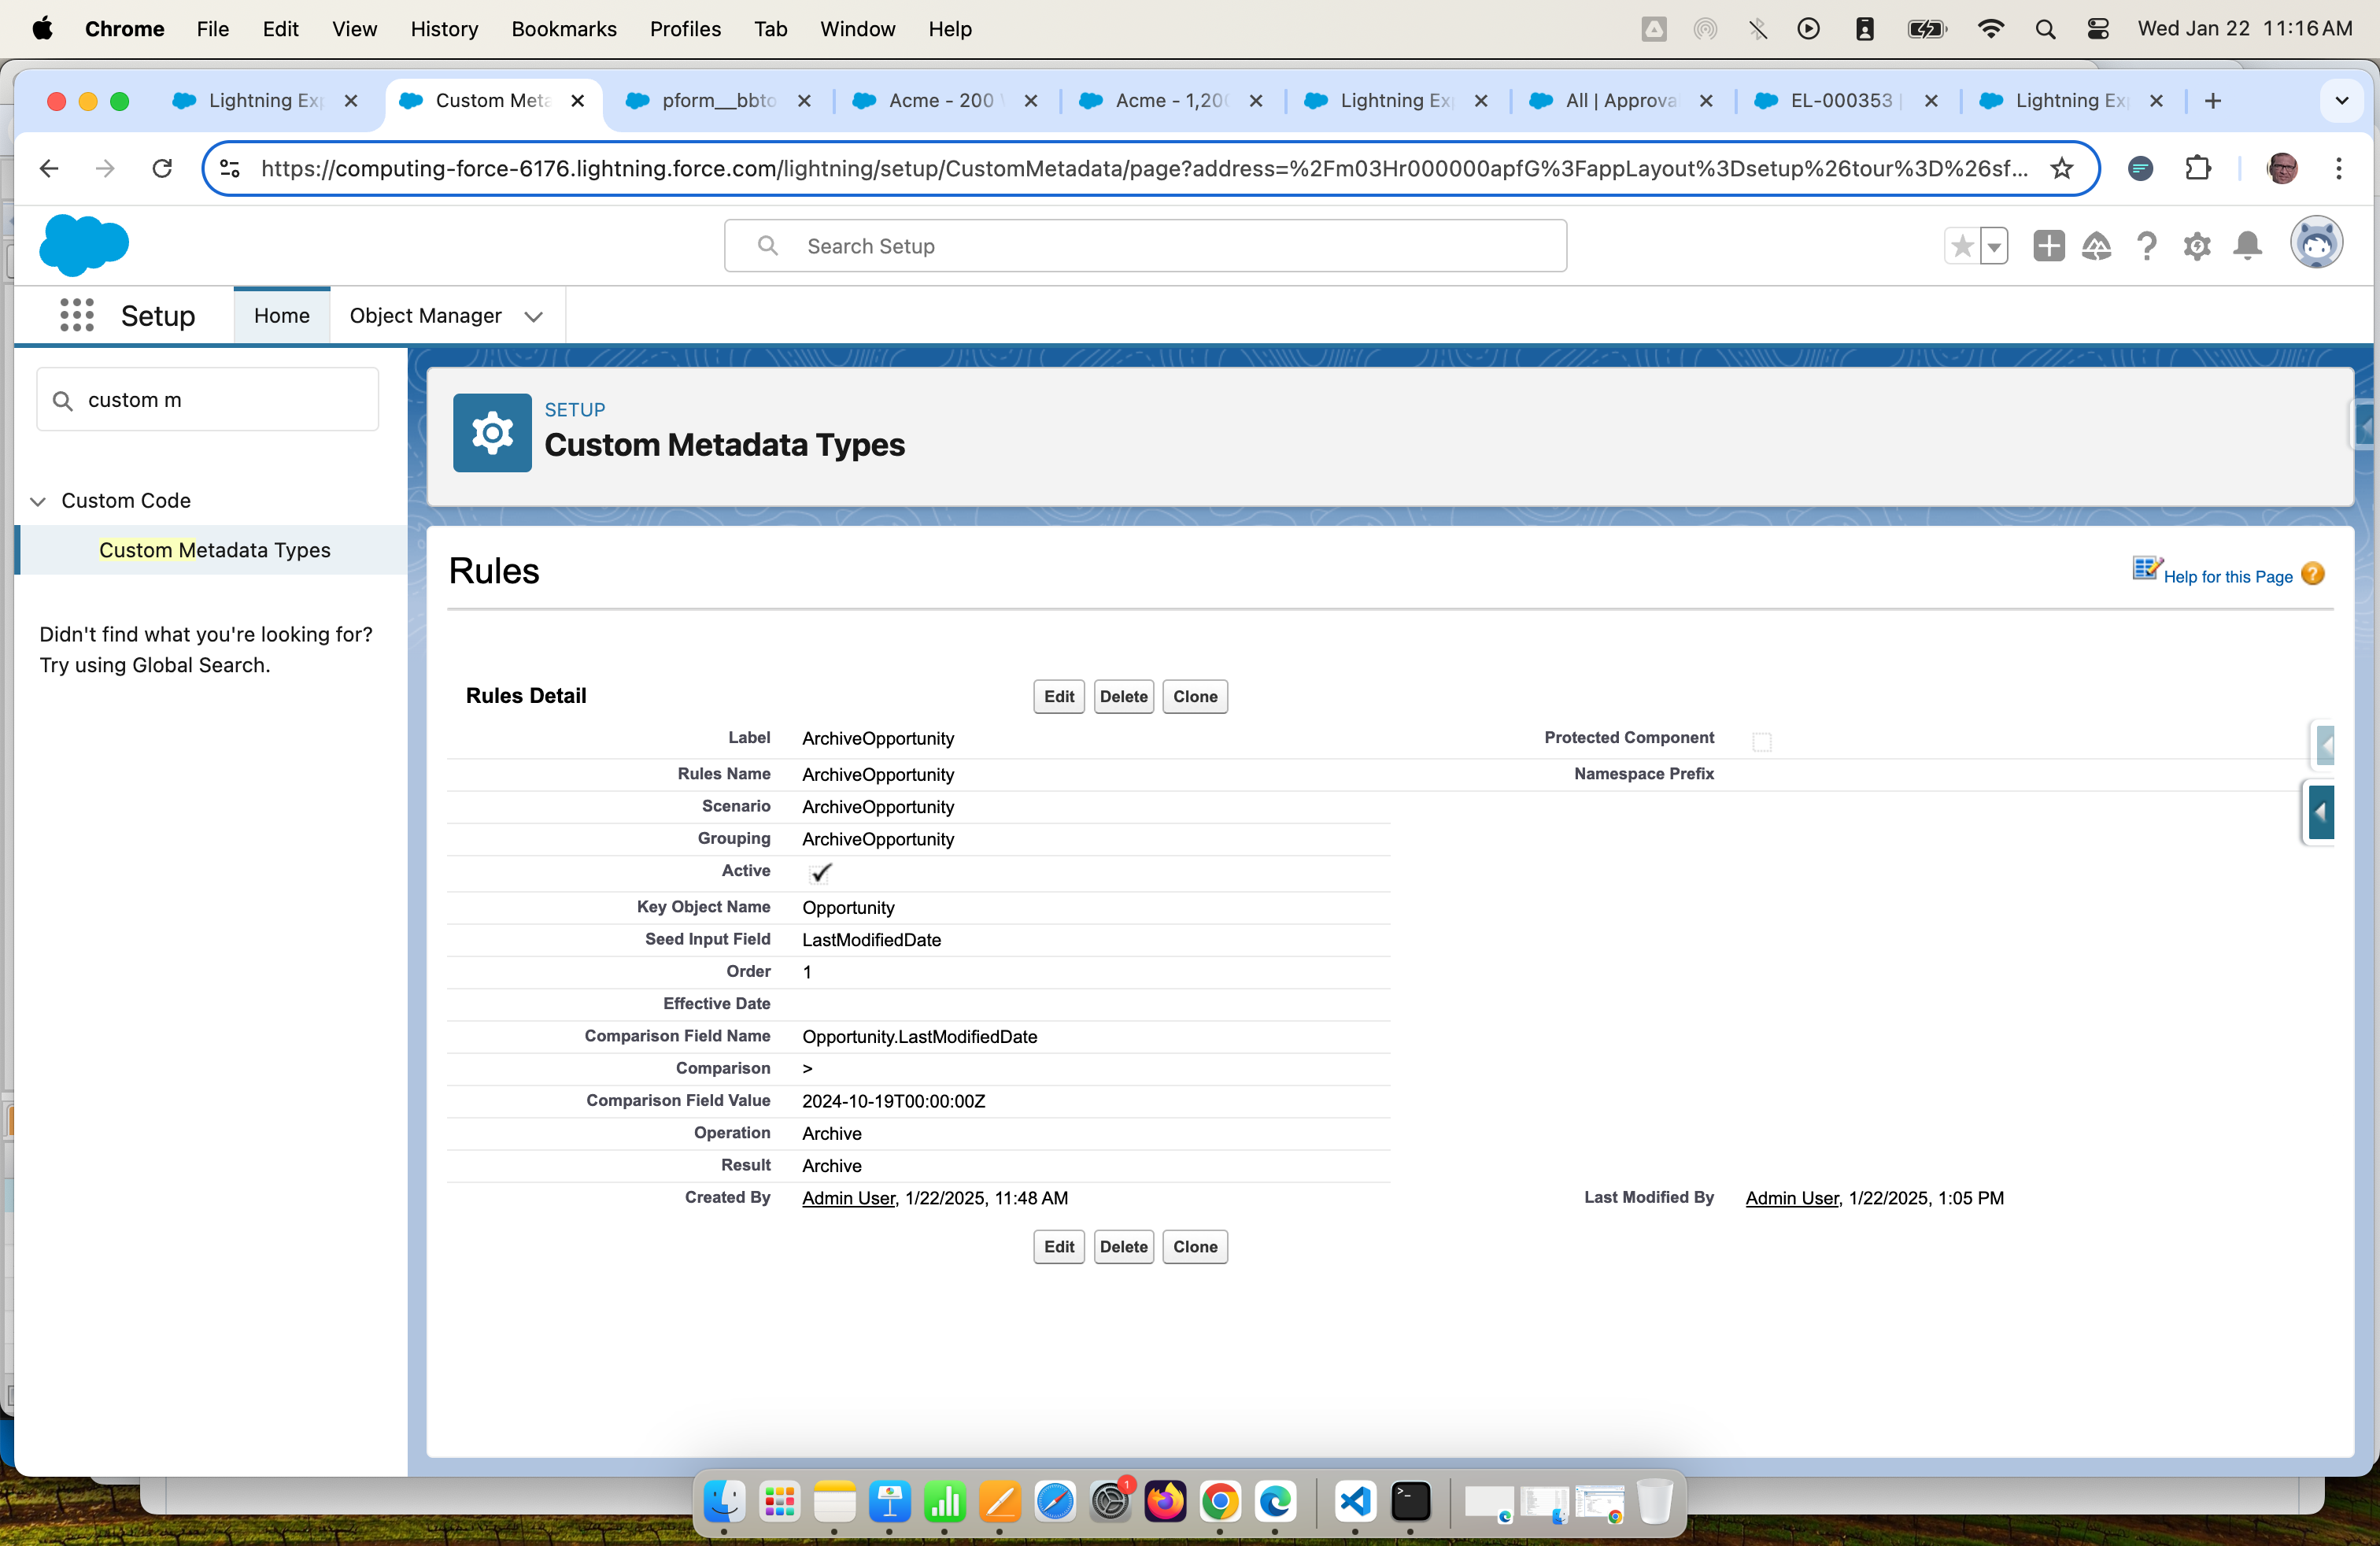 Chrome File Edit View History Bookmarks Profiles Tab Window Help Wed Jan 22 11:16 AM
Lightning Exp Custom Meta pform__bbto Acme - 200 Acme - 1,200 Lightning Ex All | Approva EL-000353 | Lightning Ex
https://computing-force-6176.lightning.force.com/lightning/setup/CustomMetadata/page?address=%2Fm03Hr000000apfG%3FappLayout%3Dsetup%26tour%3D%26sf...
Search Setup
Setup Home Object Manager
custom m
Custom Code
Custom Metadata Types
Didn't find what you're looking for?
Try using Global Search.
SETUP
Custom Metadata Types
Rules
Help for this Page
Rules Detail Edit Delete Clone
Label ArchiveOpportunity Protected Component
Rules Name ArchiveOpportunity Namespace Prefix
Scenario ArchiveOpportunity
Grouping ArchiveOpportunity
Active
Key Object Name Opportunity
Seed Input Field LastModifiedDate
Order 1
Effective Date
Comparison Field Name Opportunity.LastModifiedDate
Comparison >
Comparison Field Value 2024-10-19T00:00:00Z
Operation Archive
Result Archive
Created By Admin User, 1/22/2025, 11:48 AM Last Modified By Admin User, 1/22/2025, 1:05 PM
Edit Delete Clone
1